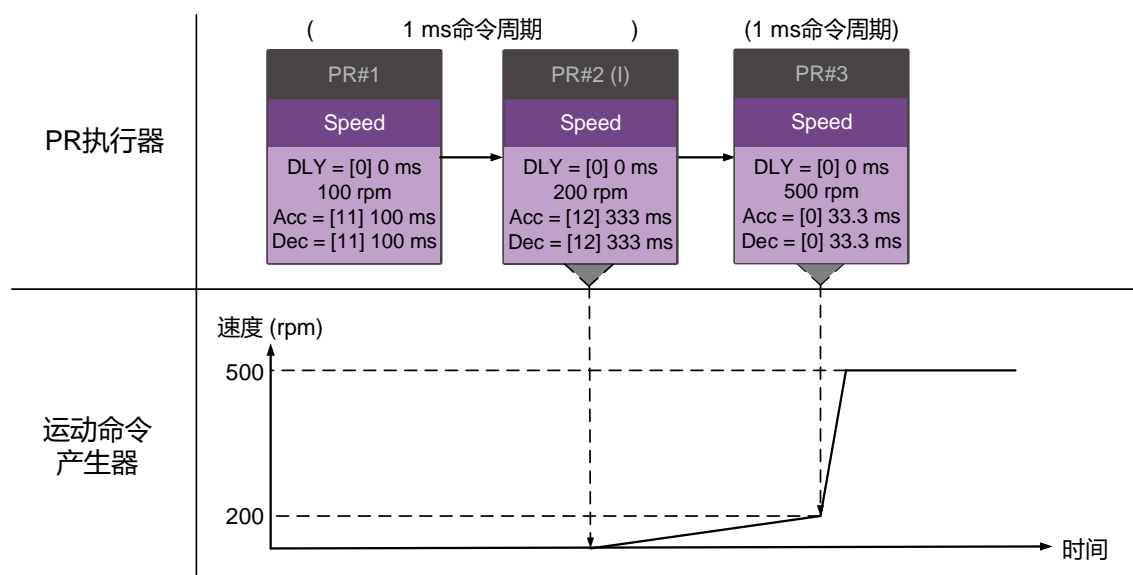 ( 1 ms命令周期 )
(1 ms命令周期)
PR执行器
PR#1
Speed
DLY = [0] 0 ms
100 rpm
Acc = [11] 100 ms
Dec = [11] 100 ms
PR#2 (I)
Speed
DLY = [0] 0 ms
200 rpm
Acc = [12] 333 ms
Dec = [12] 333 ms
PR#3
Speed
DLY = [0] 0 ms
500 rpm
Acc = [0] 33.3 ms
Dec = [0] 33.3 ms
运动命令
产生器
速度 (rpm)
500
200
时间